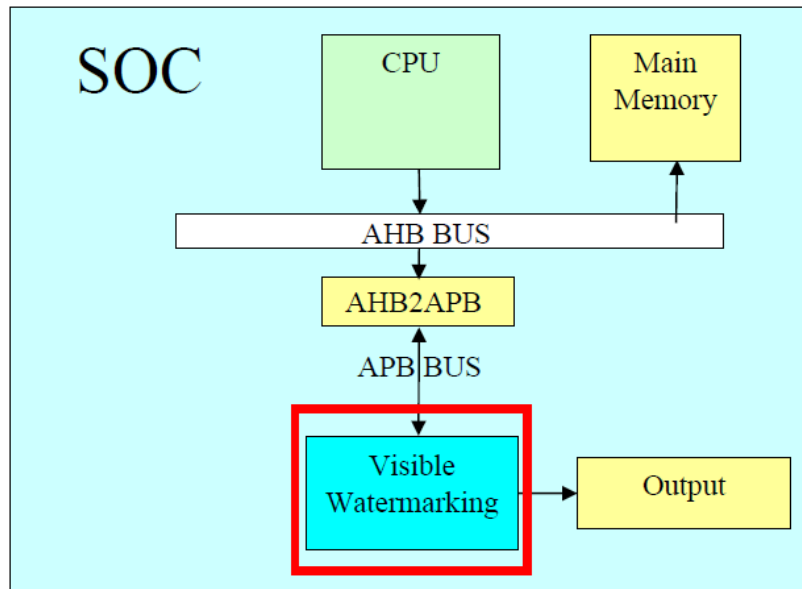 SOC
CPU
Main
Memory
AHB BUS
AHB2APB
APB BUS
Visible
Watermarking
Output